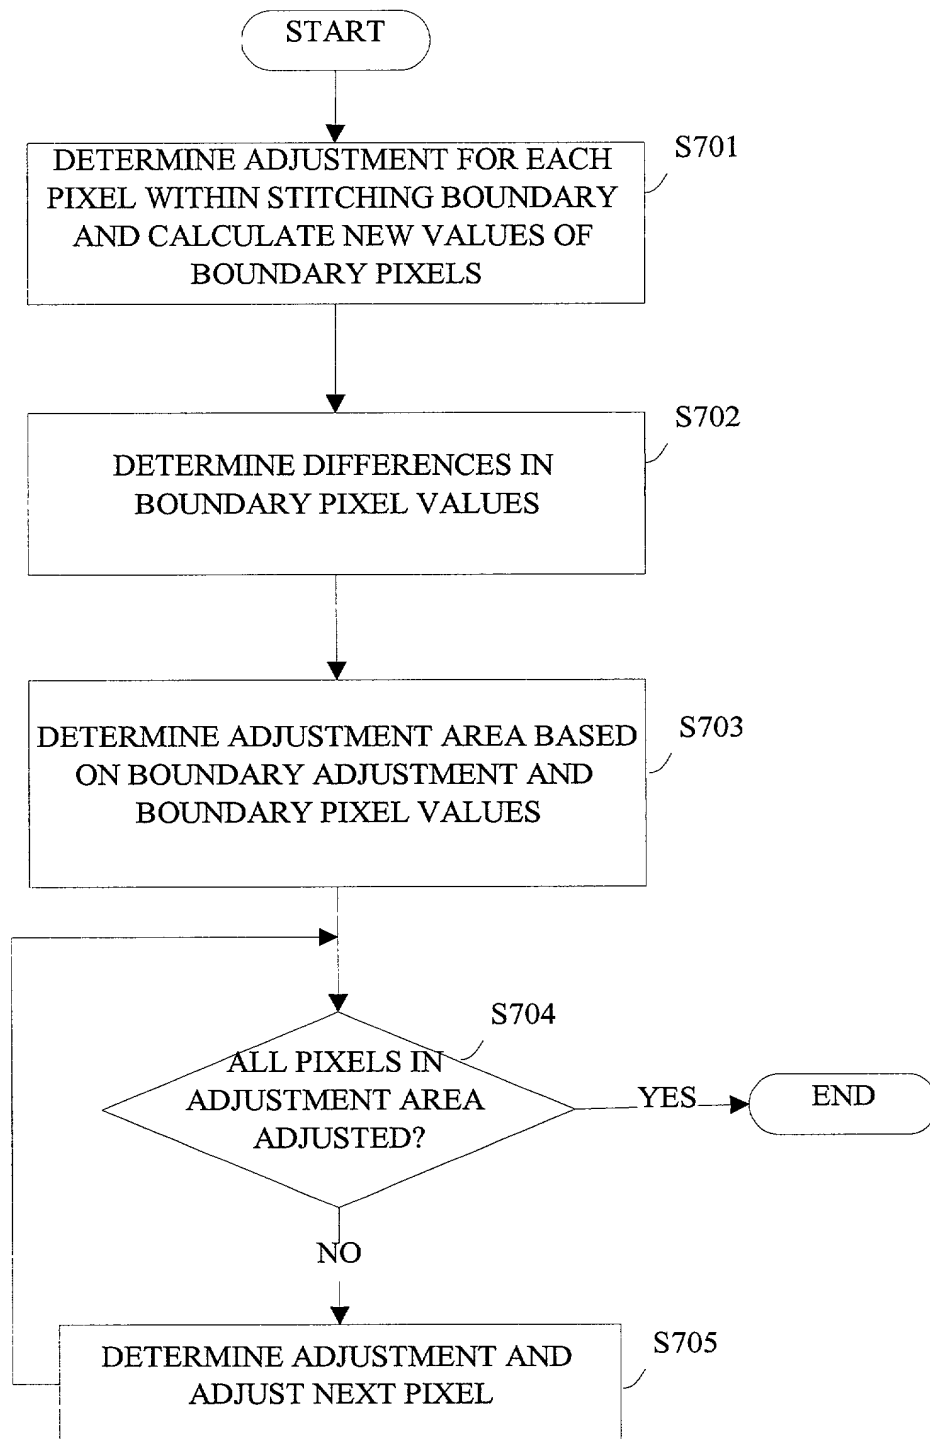 START
DETERMINE ADJUSTMENT FOR EACH
PIXEL WITHIN STITCHING BOUNDARY
AND CALCULATE NEW VALUES OF
BOUNDARY PIXELS
S701
DETERMINE DIFFERENCES IN
BOUNDARY PIXEL VALUES
S702
DETERMINE ADJUSTMENT AREA BASED
ON BOUNDARY ADJUSTMENT AND
BOUNDARY PIXEL VALUES
S703
S704
ALL PIXELS IN
ADJUSTMENT AREA
ADJUSTED?
YES
END
NO
DETERMINE ADJUSTMENT AND
ADJUST NEXT PIXEL
S705